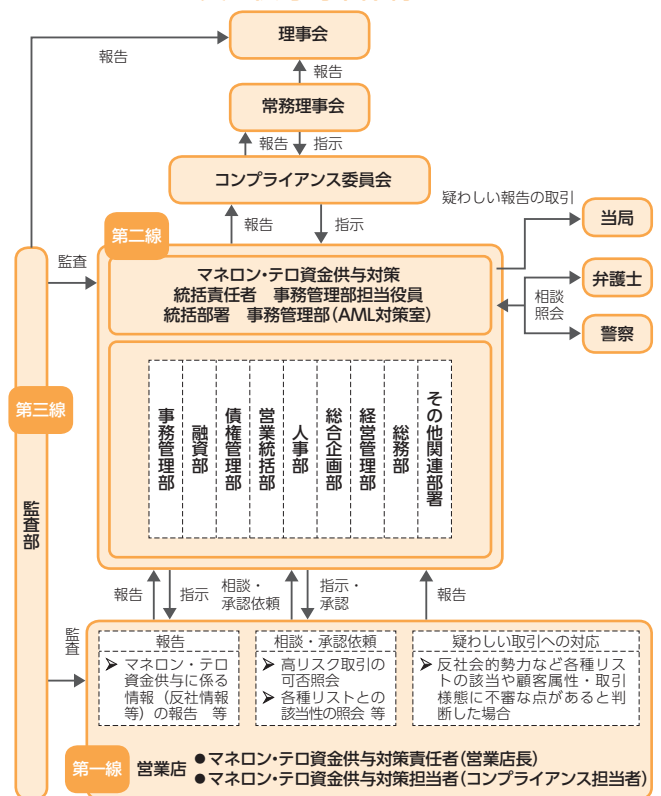 理事会
報告
報告
常務理事会
報告
指示
コンプライアンス委員会
疑わしい報告の取引
当局
報告
指示
第二線
監査
マネロン・テロ資金供与対策
統括責任者 事務管理部担当役員
統括部署 事務管理部(AML対策室)
弁護士
相談
照会
警察
第三線
監査部
事務管理部
融資部
債権管理部
営業統括部
人事部
総合企画部
経営管理部
総務部
その他関連部署
報告
指示
相談・
承認依頼
指示・
承認
報告
監査
報告
➢ マネロン・テロ
資金供与に係る
情報(反社情報
等)の報告 等
相談・承認依頼
➢ 高リスク取引の
可否照会
➢ 各種リストとの
該当性の照会 等
疑わしい取引への対応
➢ 反社会的勢力など各種リス
トの該当や顧客属性・取引
様態に不審な点があると判
断した場合
第一線
営業店
●マネロン・テロ資金供与対策責任者(営業店長)
●マネロン・テロ資金供与対策担当者(コンプライアンス担当者)